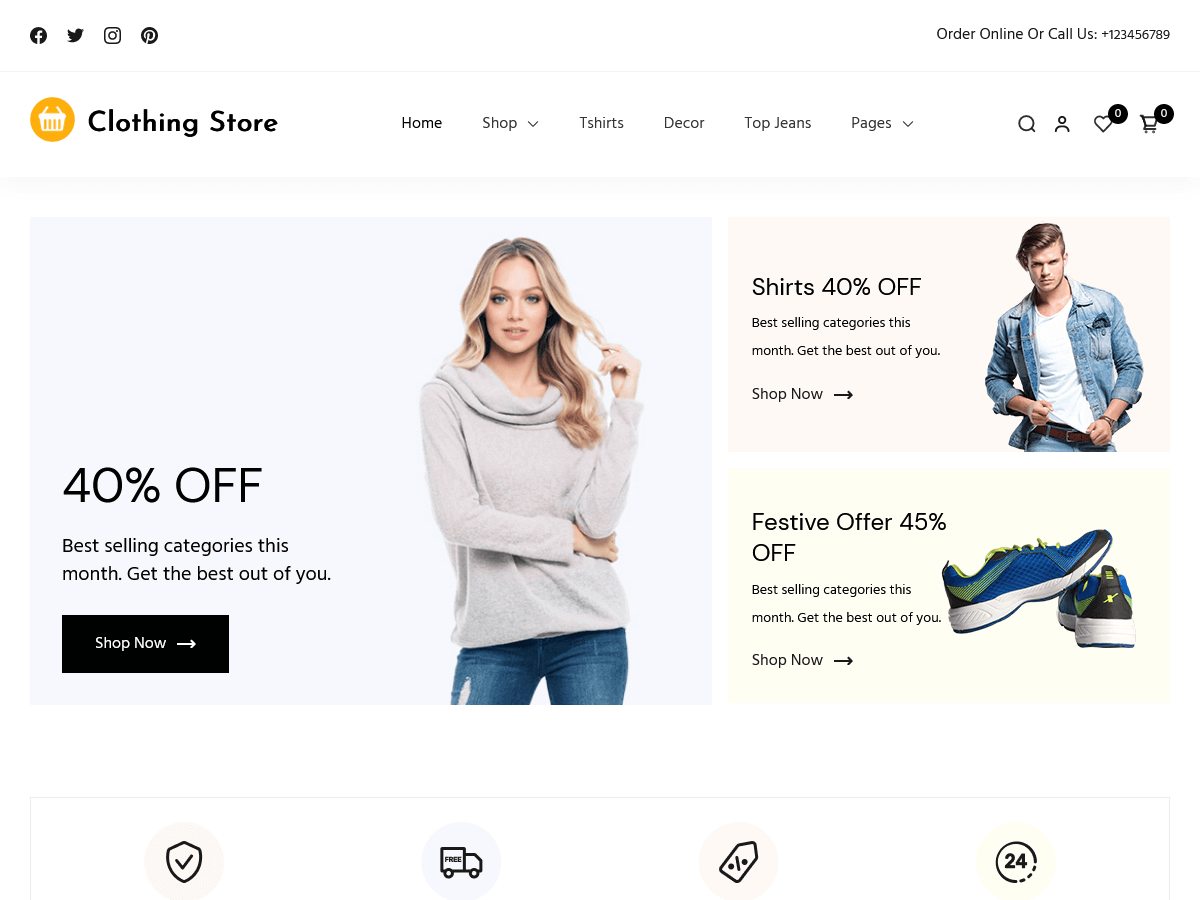 Order Online Or Call Us: +123456789
Clothing Store
Home
Shop
Tshirts
Decor
Top Jeans
Pages
0
0
40% OFF
Best selling categories this
month. Get the best out of you.
Shop Now
Shirts 40% OFF
Best selling categories this
month. Get the best out of you.
Shop Now
Festive Offer 45%
OFF
Best selling categories this
month. Get the best out of you.
Shop Now
FREE
24